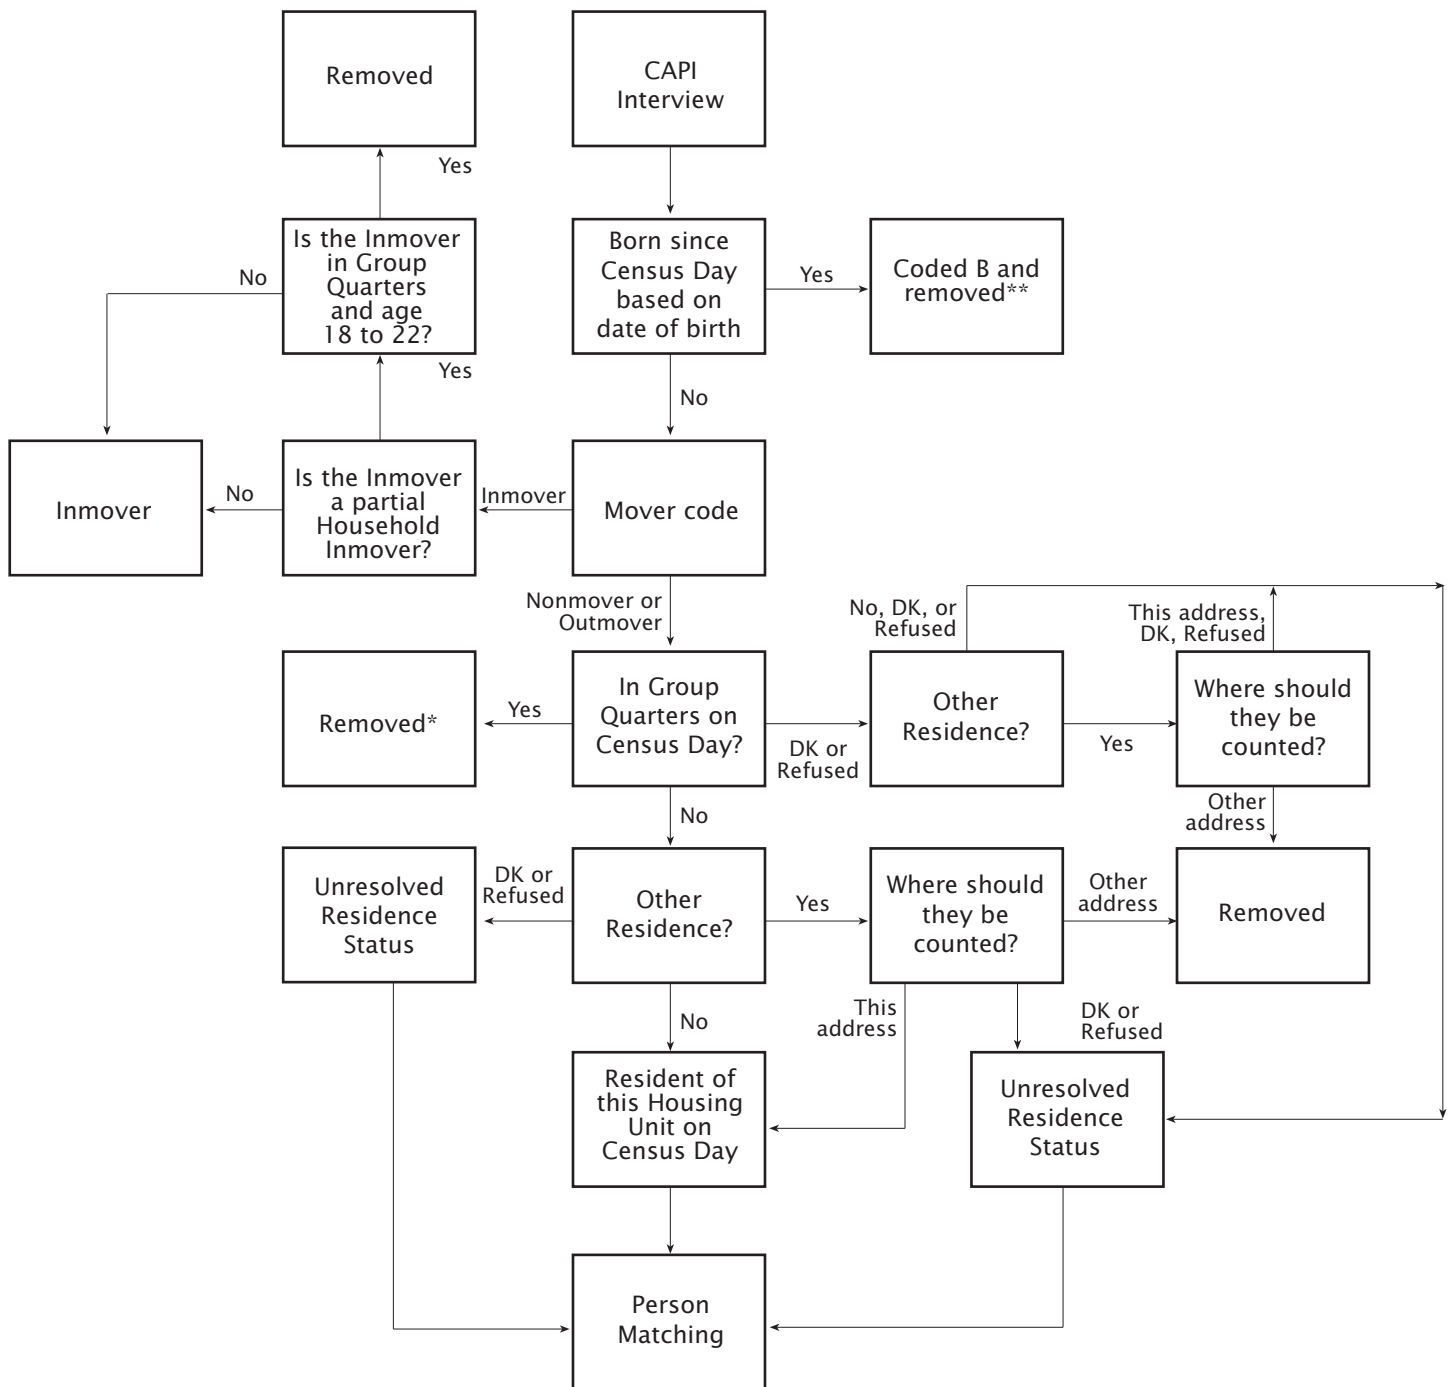 Removed
CAPI
Interview
Yes
Is the Inmover
in Group
Quarters
and age
18 to 22?
No
Born since
Census Day
based on
date of birth
Yes
Coded B and
removed**
Yes
No
Inmover
No
Is the Inmover
a partial
Household
Inmover?
Inmover
Mover code
Nonmover or
Outmover
No, DK, or
Refused
This address,
DK, Refused
Removed*
Yes
In Group
Quarters on
Census Day?
DK or
Refused
Other
Residence?
Yes
Where should
they be
counted?
No
Other
address
Unresolved
Residence
Status
DK or
Refused
Other
Residence?
Yes
Where should
they be
counted?
Other
address
Removed
No
This
address
DK or
Refused
Resident of
this Housing
Unit on
Census Day
Unresolved
Residence
Status
Person
Matching